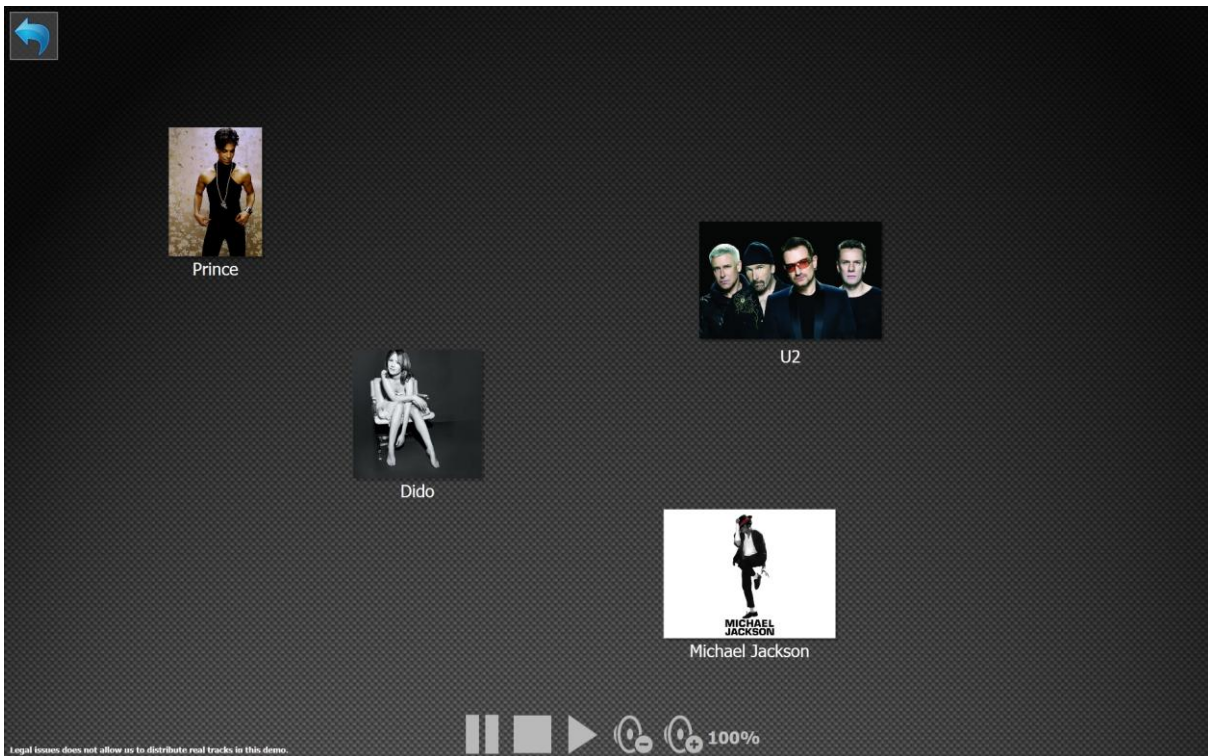 Prince
U2
Dido
MICHAEL
JACKSON
Michael Jackson
100%
Legal issues does not allow us to distribute real tracks in this demo.